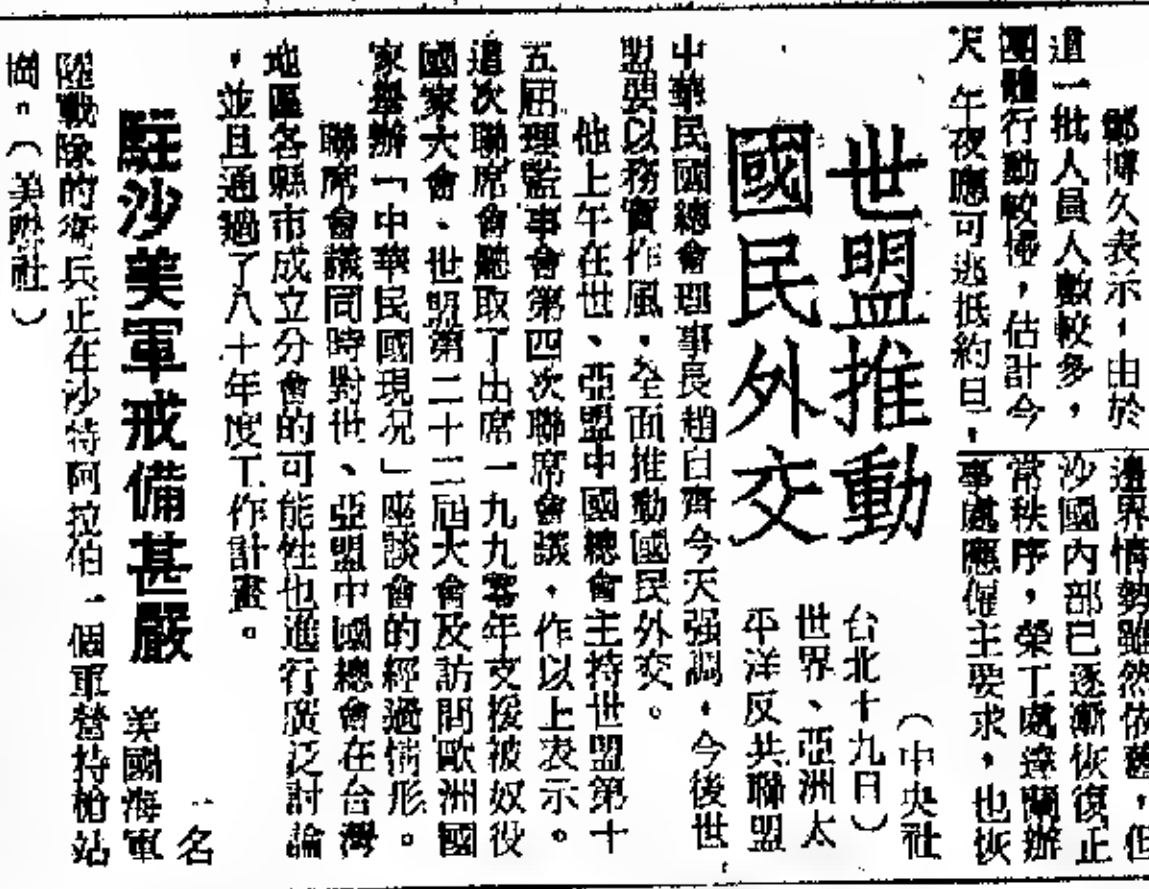 鄭博久表示，由於
這一批人員人數較多，
團體行動較慢，估計今
天午夜應可逃抵約旦，
邊界情勢雖然依舊，但
沙國內部已逐漸恢復正
常秩序，榮工處達蘭辦
事處應僱主要求，也恢
世盟推動
國民外交
（中央社
台北十九日）
世界、亞洲太
平洋反共聯盟
中華民國總會理事長趙自齊今天强調，今後世
盟要以務實作風，全面推動國民外交。
他上午在世、亞盟中國總會主持世盟第十
五屆理監事會第四次聯席會議，作以上表示。
這次聯席會聽取了出席一九九零年支援被奴役
國家大會、世盟第二十二屆大會及訪問歐洲國
家舉辦「中華民國現况」座談會的經過情形。
聯席會議同時對世、亞盟中國總會在台灣
地區各縣市成立分會的可能性也進行廣泛討論
，並且通過了八十年度工作計畫。
駐沙美軍戒備甚嚴
一名
美國海軍
陸戰隊的衛兵正在沙特阿拉伯一個軍營持槍站
崗。（美聯社）